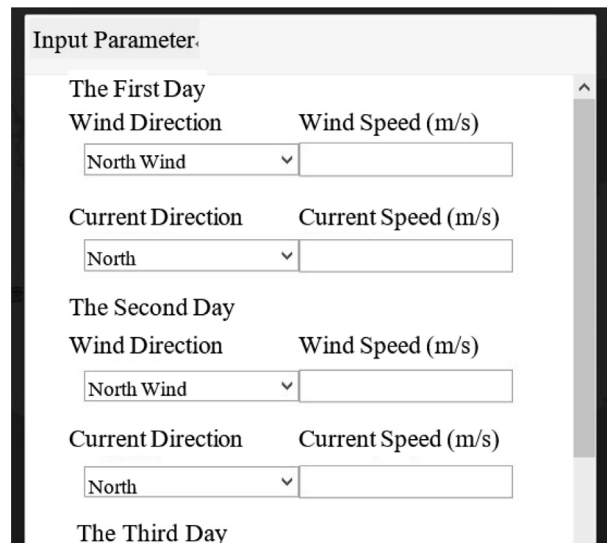 Input Parameter
The First Day
Wind Direction Wind Speed (m/s)
North Wind
Current Direction Current Speed (m/s)
North
The Second Day
Wind Direction Wind Speed (m/s)
North Wind
Current Direction Current Speed (m/s)
North
The Third Day